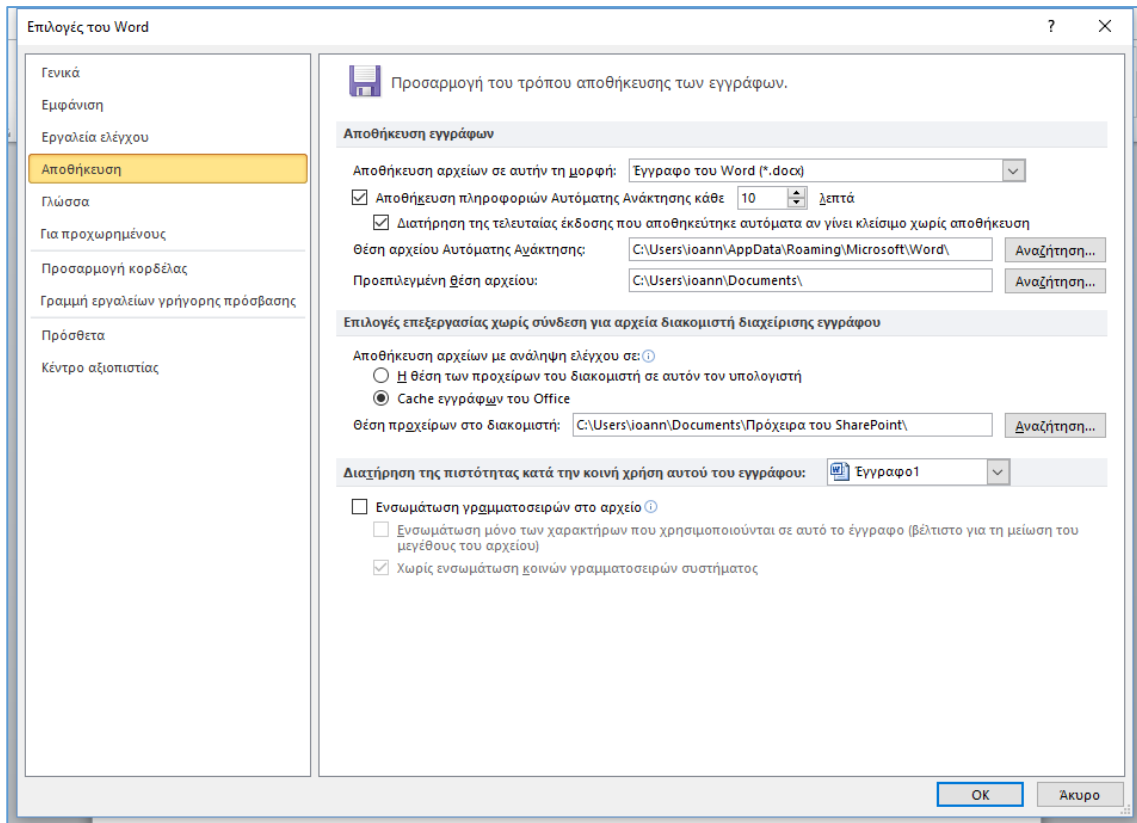 Επιλογές του Word
?
Γενικά
Εμφάνιση
Εργαλεία ελέγχου
Αποθήκευση
Γλώσσα
Για προχωρημένους
Προσαρμογή κορδέλας
Γραμμή εργαλείων γρήγορης πρόσβασης
Πρόσθετα
Κέντρο αξιοπιστίας
Προσαρμογή του τρόπου αποθήκευσης των εγγράφων.
Αποθήκευση εγγράφων
Αποθήκευση αρχείων σε αυτήν τη μορφή: Έγγραφο του Word (*.docx)
Αποθήκευση πληροφοριών Αυτόματης Ανάκτησης κάθε 10 λεπτά
Διατήρηση της τελευταίας έκδοσης που αποθηκεύτηκε αυτόματα αν γίνει κλείσιμο χωρίς αποθήκευση
Θέση αρχείου Αυτόματης Ανάκτησης: C:\Users\ioann\AppData\Roaming\Microsoft\Word\ Αναζήτηση...
Προεπιλεγμένη θέση αρχείου: C:\Users\ioann\Documents\ Αναζήτηση...
Επιλογές επεξεργασίας χωρίς σύνδεση για αρχεία διακομιστή διαχείρισης εγγράφου
Αποθήκευση αρχείων με ανάληψη ελέγχου σε:
Η θέση των προχείρων του διακομιστή σε αυτόν τον υπολογιστή
Cache εγγράφων του Office
Θέση προχείρων στο διακομιστή: C:\Users\ioann\Documents\Πρόχειρα του SharePoint\ Αναζήτηση...
Διατήρηση της πιστότητας κατά την κοινή χρήση αυτού του εγγράφου: Έγγραφο1
Ενσωμάτωση γραμματοσειρών στο αρχείο
Ενσωμάτωση μόνο των χαρακτήρων που χρησιμοποιούνται σε αυτό το έγγραφο (βέλτιστο για τη μείωση του
μεγέθους του αρχείου)
Χωρίς ενσωμάτωση κοινών γραμματοσειρών συστήματος
OK Άκυρο